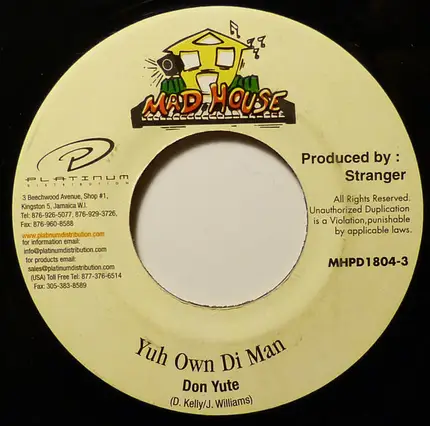 MAD HOUSE
PLATINUM
DISTRIBUTION
3 Beechwood Avenue, Shop #1,
Kingston 5, Jamaica W.I.
Tel: 876-926-5077, 876-929-3726,
Fax: 876-960-8588
www.platinumdistribution.com
for information email:
info@platinumdistribution.com
for products email:
sales@platinumdistribution.com
(USA) Toll Free Tel: 877-376-6514
Fax: 305-383-8589
Produced by :
Stranger
All Rights Reserved.
Unauthorized Duplication
is a Violation,punishable
by applicable laws.
MHPD1804-3
Yuh Own Di Man
Don Yute
(D. Kelly/J. Williams)